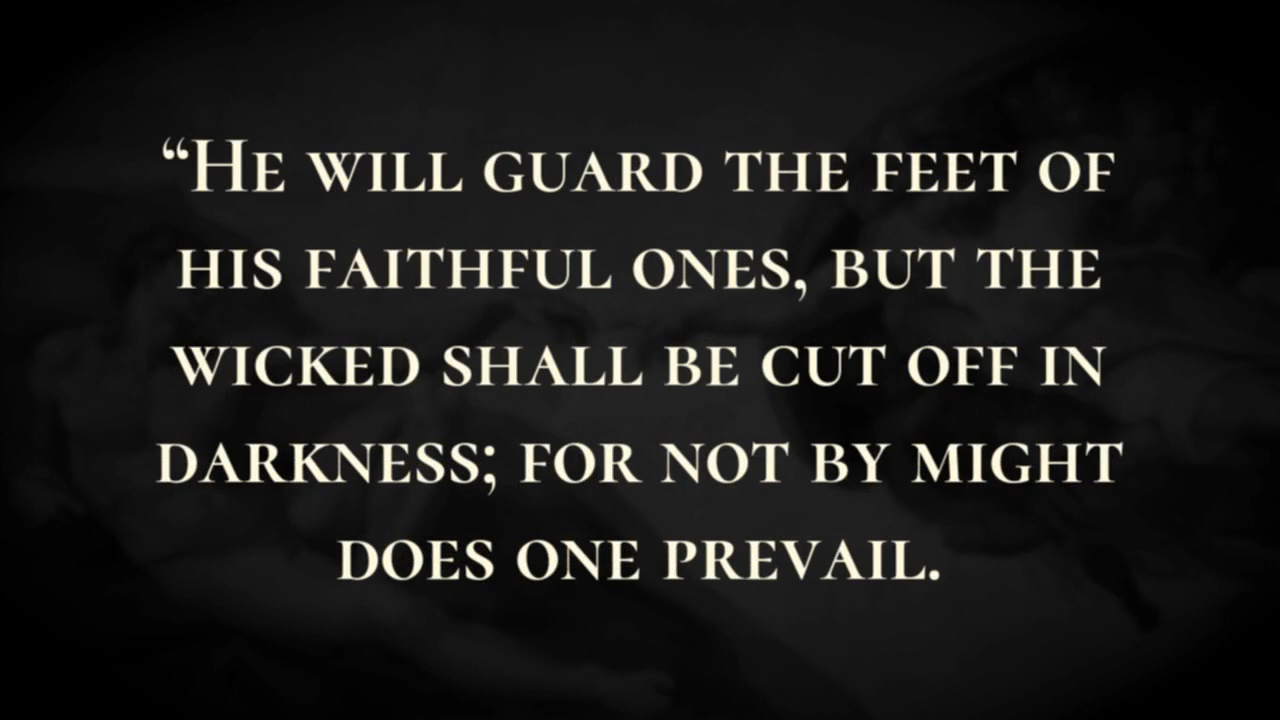 “He will guard the feet of
his faithful ones, but the
wicked shall be cut off in
darkness; for not by might
does one prevail.